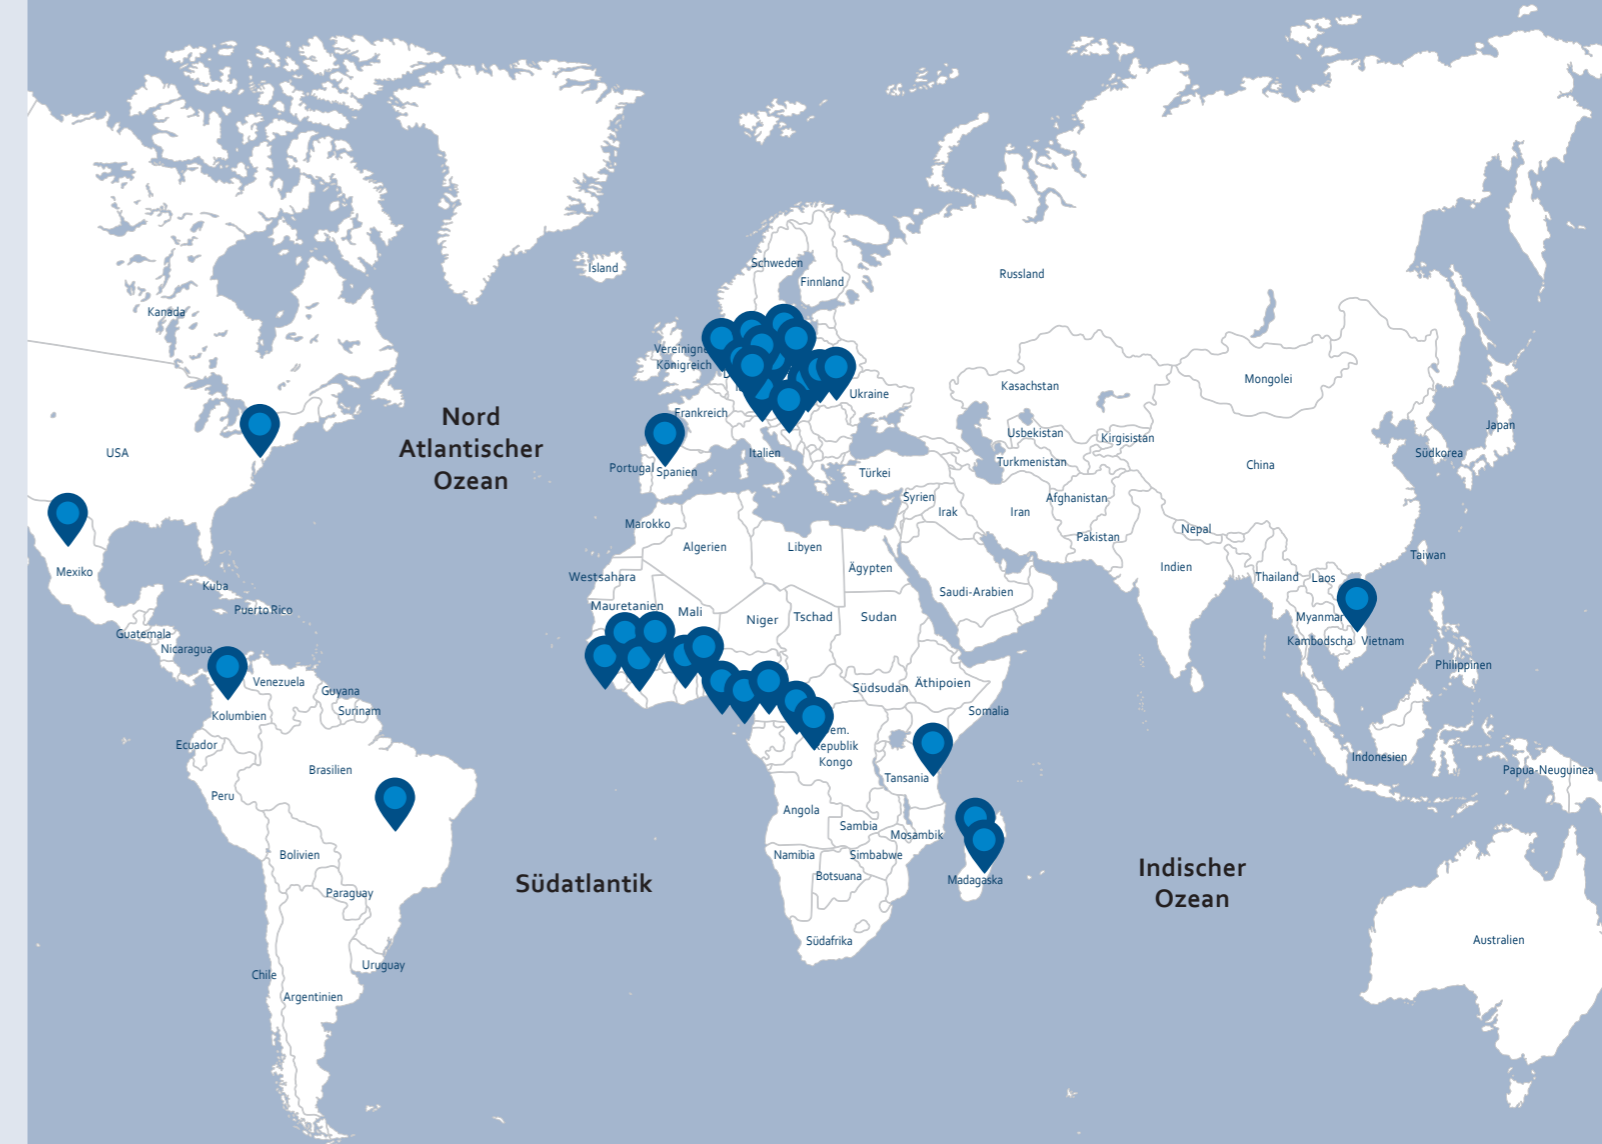 Island
Schweden
Finnland
Russland
Kanada
Vereinigte
Königreich
Ukraine
Kasachstan
Mongolei
Nord
Atlantischer
Ozean
Frankreich
USA
Italien
Portugal
Spanien
Türkei
Usbekistan
Kirgisistan
Turkmenistan
China
Japan
Südkorea
Syrien
Irak
Iran
Afghanistan
Pakistan
Nepal
Marokko
Algerien
Libyen
Ägypten
Indien
Taiwan
Mexiko
Kuba
Puerto Rico
Westsahara
Saudi-Arabien
Thailand
Laos
Mauretanien
Mali
Niger
Tschad
Sudan
Myanmar
Guatemala
Nicaragua
Kambodscha
Vietnam
Philippinen
Venezuela
Guyana
Surinam
Kolumbien
Südsudan
Äthipoien
Somalia
Ecuador
Dem.
Republik
Kongo
Brasilien
Tansania
Indonesien
Papua-Neuguinea
Peru
Angola
Sambia
Mosambik
Bolivien
Namibia
Simbabwe
Botsuana
Madagaska
Paraguay
Südatlantik
Indischer
Ozean
Südafrika
Australien
Uruguay
Chile
Argentinien